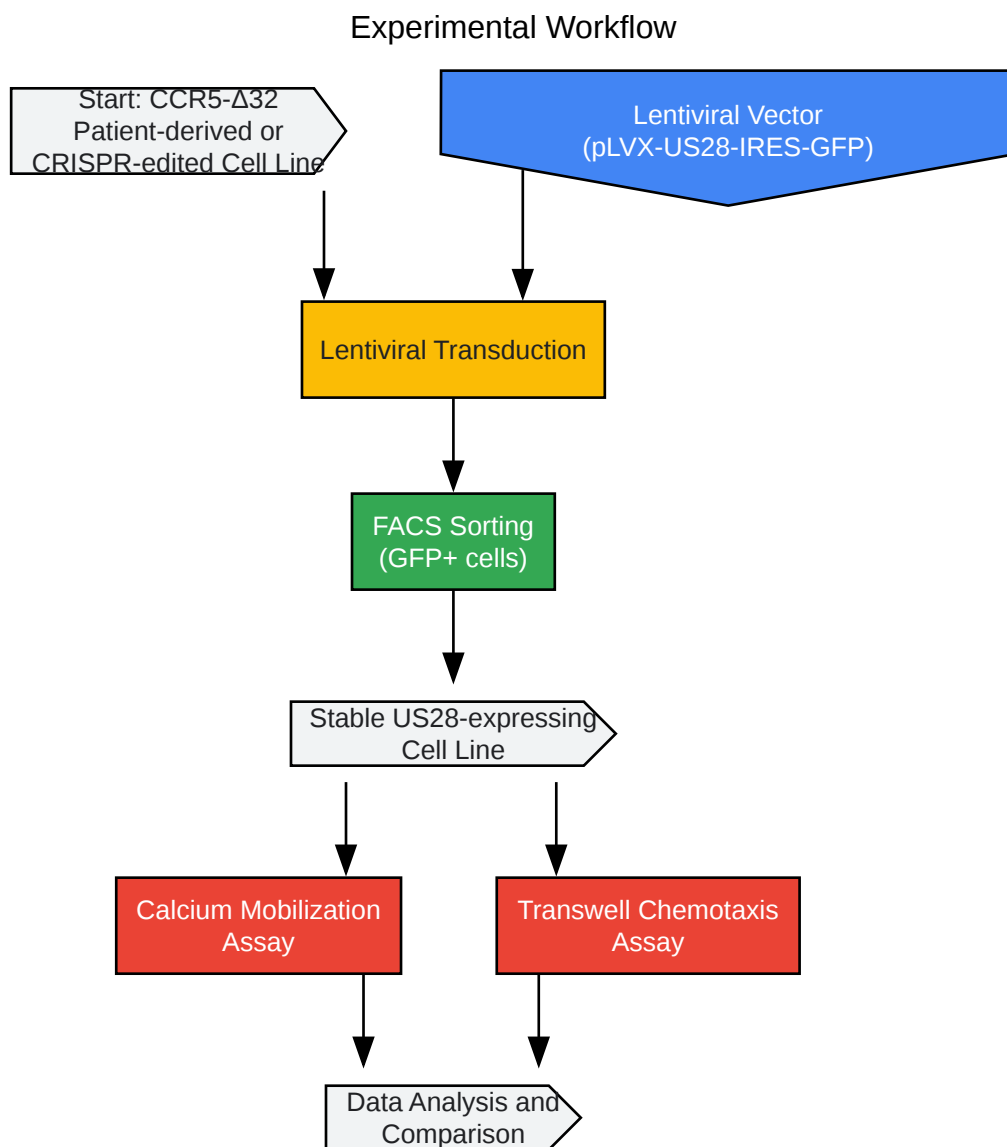 Experimental Workflow
Start: CCR5-Δ32
Patient-derived or
CRISPR-edited Cell Line
Lentiviral Vector
(pLVX-US28-IRES-GFP)
Lentiviral Transduction
FACS Sorting
(GFP+ cells)
Stable US28-expressing
Cell Line
Calcium Mobilization
Assay
Transwell Chemotaxis
Assay
Data Analysis and
Comparison